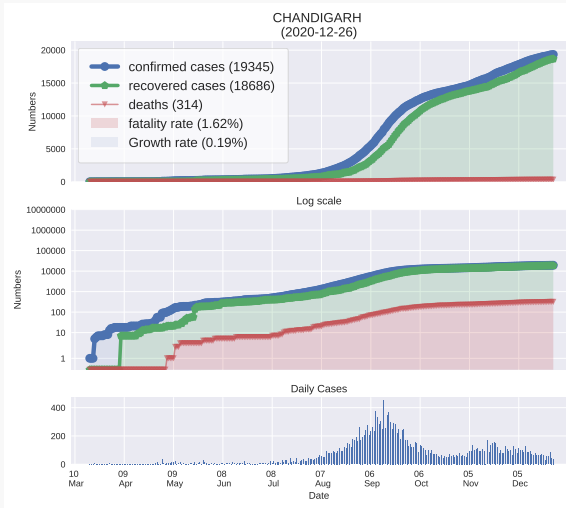 CHANDIGARH
(2020-12-26)
20000
15000
10000
5000
0
Numbers
confirmed cases (19345)
recovered cases (18686)
deaths (314)
fatality rate (1.62%)
Growth rate (0.19%)
Log scale
10000000
1000000
100000
10000
1000
100
10
1
Numbers
Daily Cases
400
200
0
10 Mar
09 Apr
09 May
08 Jun
08 Jul
07 Aug
06 Sep
06 Oct
05 Nov
05 Dec
Date